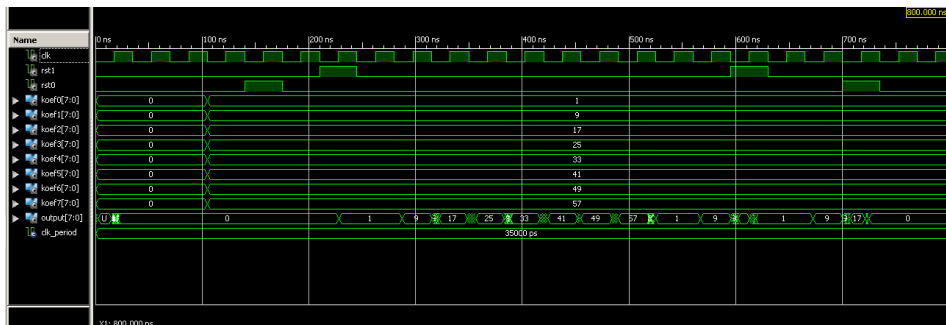 800.000 ns
Name
0 ns 100 ns 200 ns 300 ns 400 ns 500 ns 600 ns 700 ns
clk
rst1
rst0
koef0[7:0] 0 1
koef1[7:0] 0 9
koef2[7:0] 0 17
koef3[7:0] 0 25
koef4[7:0] 0 33
koef5[7:0] 0 41
koef6[7:0] 0 49
koef7[7:0] 0 57
output[7:0] U 0 1 9 17 25 33 41 49 57 1 9 1 9 17 0
clk_period 35000 ps
X1: 800.000 ns